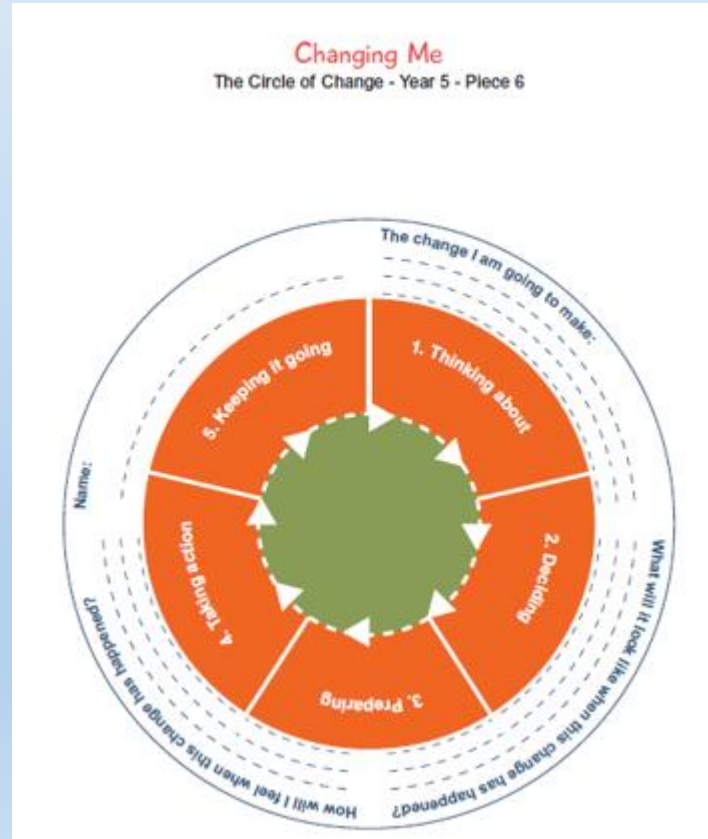 Changing Me
The Circle of Change - Year 5 - Piece 6
The change I am going to make:
What will it look like when this change has happened?
How will I feel when this change has happened?
Name:
1. Thinking about
2. Deciding
3. Preparing
4. Taking action
5. Keeping it going